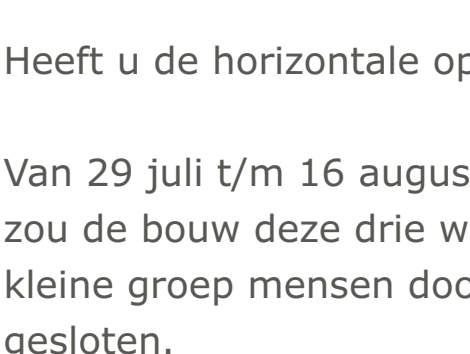 Heeft u de horizontale op
Van 29 juli t/m 16 augus
zou de bouw deze drie w
kleine groep mensen doo
gesloten.